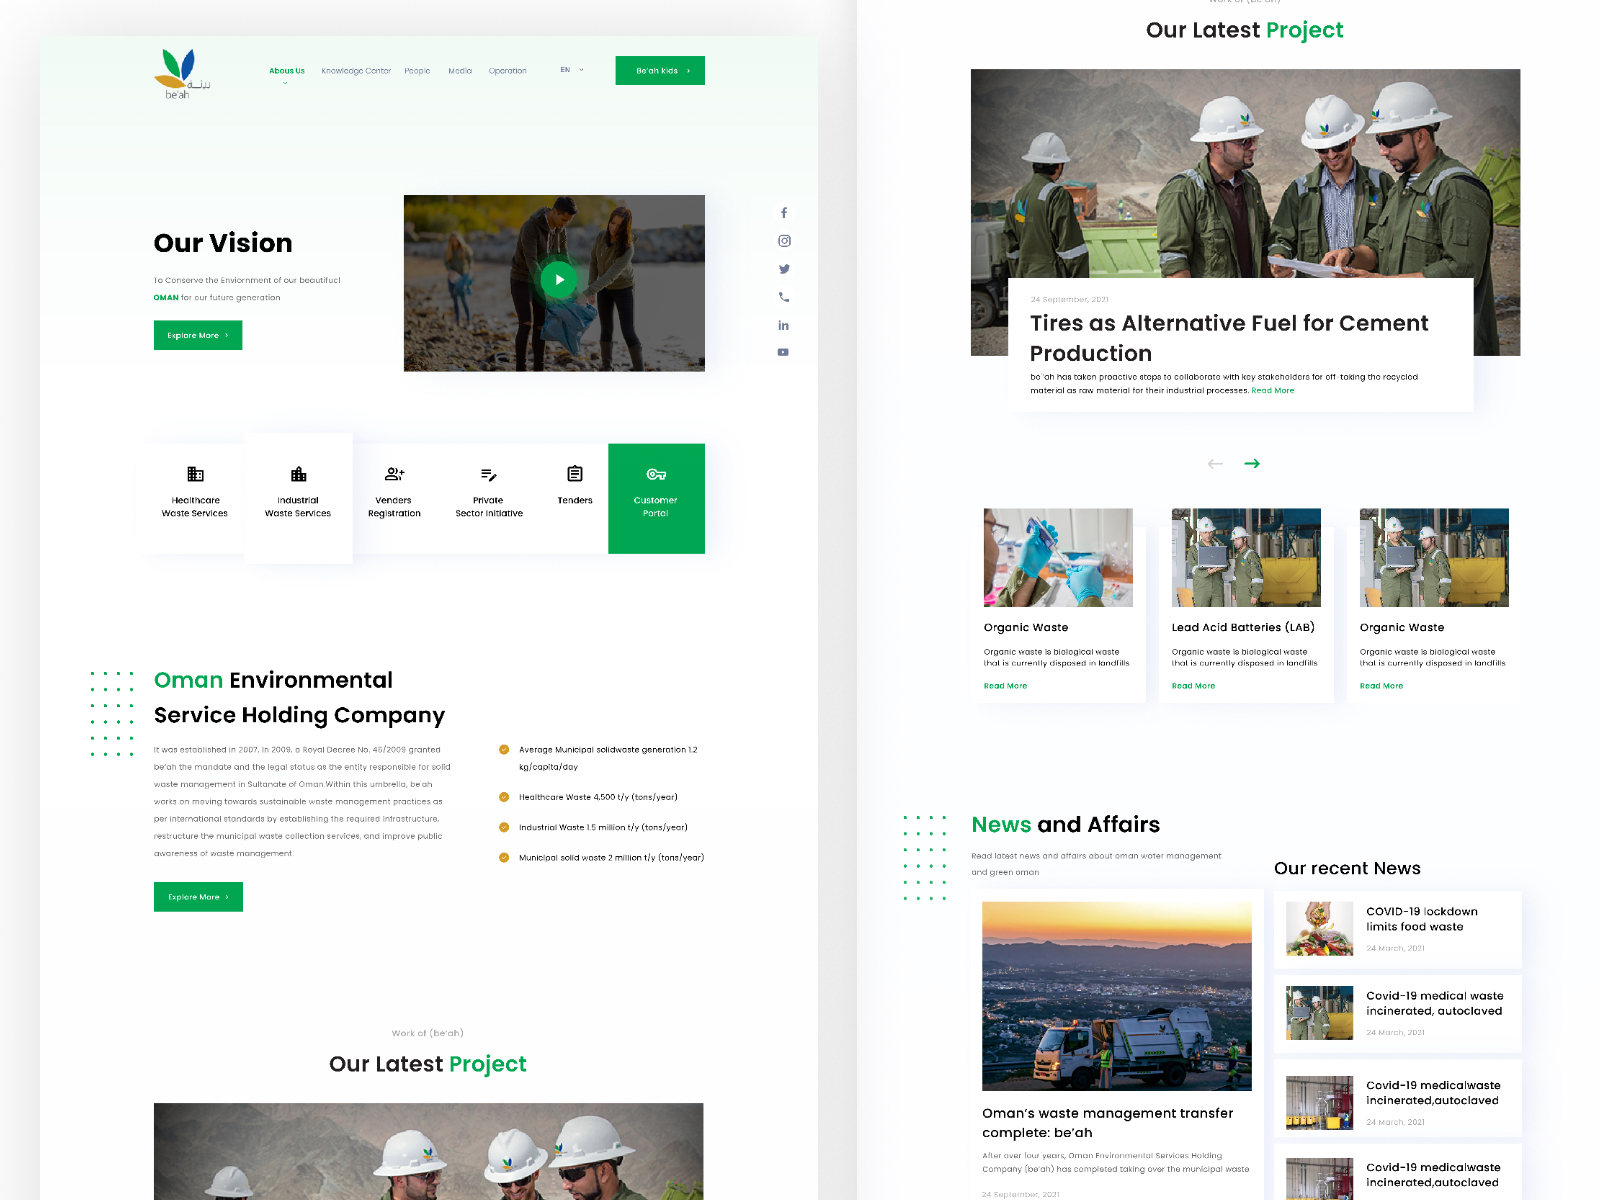 بيئــة
be'ah
Abous Us
Knowledge Center
People
Media
Operation
EN
Be'ah kids
Our Vision
To Conserve the Enviornment of our beautifucl
OMAN for our future generation
Explore More
Healthcare
Waste Services
Industrial
Waste Services
Venders
Registration
Private
Sector Initiative
Tenders
Customer
Portal
Oman Environmental
Service Holding Company
It was established in 2007, In 2009, a Royal Decree No. 46/2009 granted
be'ah the mandate and the legal status as the entity responsible for solid
waste management in Sultanate of Oman.Within this umbrella, be'ah
works on moving towards sustainable waste management practices as
per international standards by establishing the required infrastructure,
restructure the municipal waste collection services, and improve public
awareness of waste management.
Explore More
Average Municipal solidwaste generation 1.2
kg/capita/day
Healthcare Waste 4,500 t/y (tons/year)
Industrial Waste 1.5 million t/y (tons/year)
Municipal solid waste 2 million t/y (tons/year)
Work of (be'ah)
Our Latest Project
Work of (be'ah)
Our Latest Project
24 September, 2021
Tires as Alternative Fuel for Cement
Production
be'ah has taken proactive steps to collaborate with key stakeholders for off-taking the recycled
material as raw material for their industrial processes. Read More
Organic Waste
Organic waste is biological waste
that is currently disposed in landfills
Read More
Lead Acid Batteries (LAB)
Organic waste is biological waste
that is currently disposed in landfills
Read More
Organic Waste
Organic waste is biological waste
that is currently disposed in landfills
Read More
News and Affairs
Read latest news and affairs about oman water management
and green oman
Oman's waste management transfer
complete: be'ah
After over four years, Oman Environmental Services Holding
Company (be'ah) has completed taking over the municipal waste
24 September, 2021
Our recent News
COVID-19 lockdown
limits food waste
24 March, 2021
Covid-19 medical waste
incinerated, autoclaved
24 March, 2021
Covid-19 medicalwaste
incinerated,autoclaved
24 March, 2021
Covid-19 medicalwaste
incinerated,autoclaved